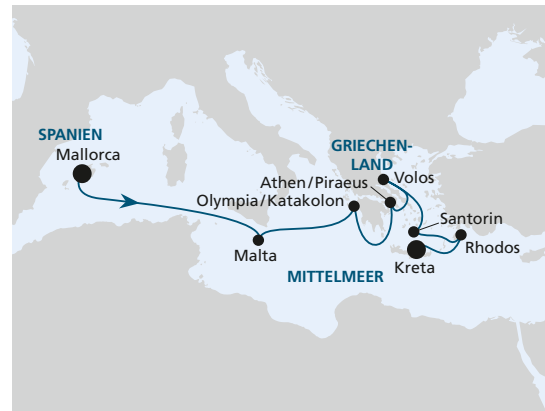 SPANIEN
Mallorca
GRIECHEN-
LAND
Volos
Athen/Piraeus
Olympia/Katakolon
Santorin
Rhodos
Malta
Kreta
MITTELMEER